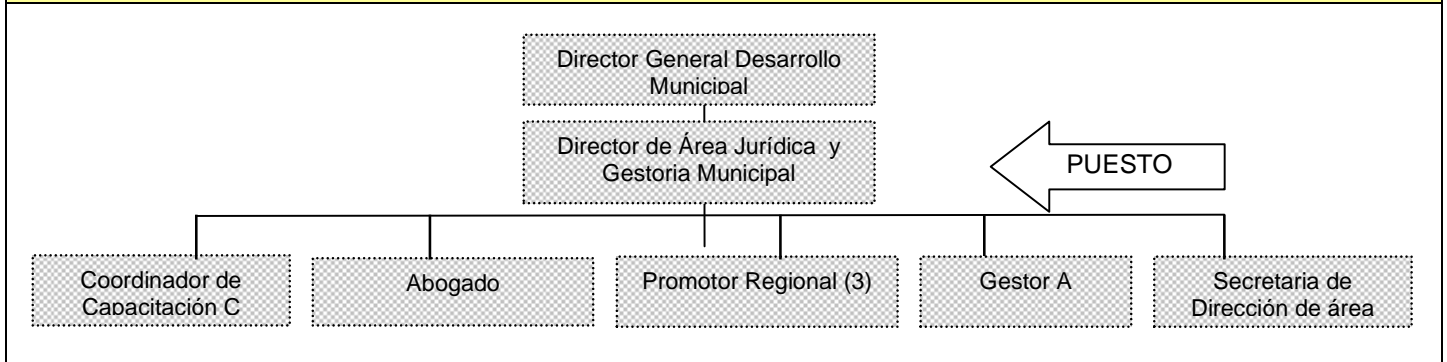 Director General Desarrollo
Municipal
Director de Área Jurídica y
Gestoria Municipal
PUESTO
Coordinador de
Capacitación C
Abogado
Promotor Regional (3)
Gestor A
Secretaria de
Dirección de área